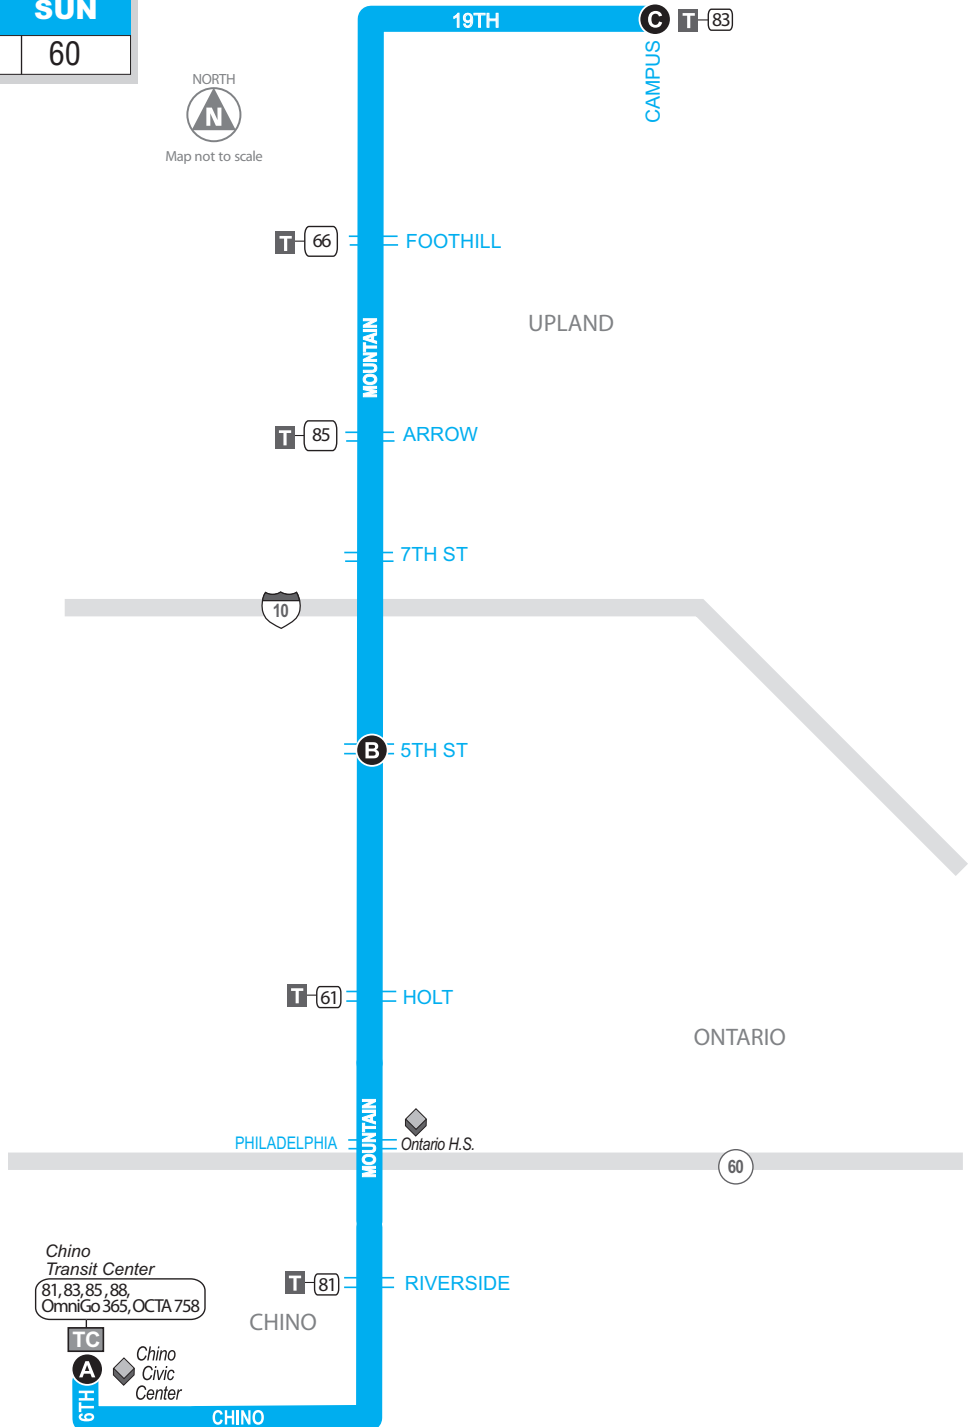 SUN
60
NORTH
N
Map not to scale
19TH
C
T
83
CAMPUS
T
66
FOOTHILL
UPLAND
MOUNTAIN
T
85
ARROW
7TH ST
10
B
5TH ST
T
61
HOLT
ONTARIO
MOUNTAIN
PHILADELPHIA
Ontario H.S.
60
Chino
Transit Center
81, 83, 85, 88,
OmniGo 365, OCTA 758
TC
A
Chino
Civic
Center
T
81
RIVERSIDE
CHINO
6TH
CHINO